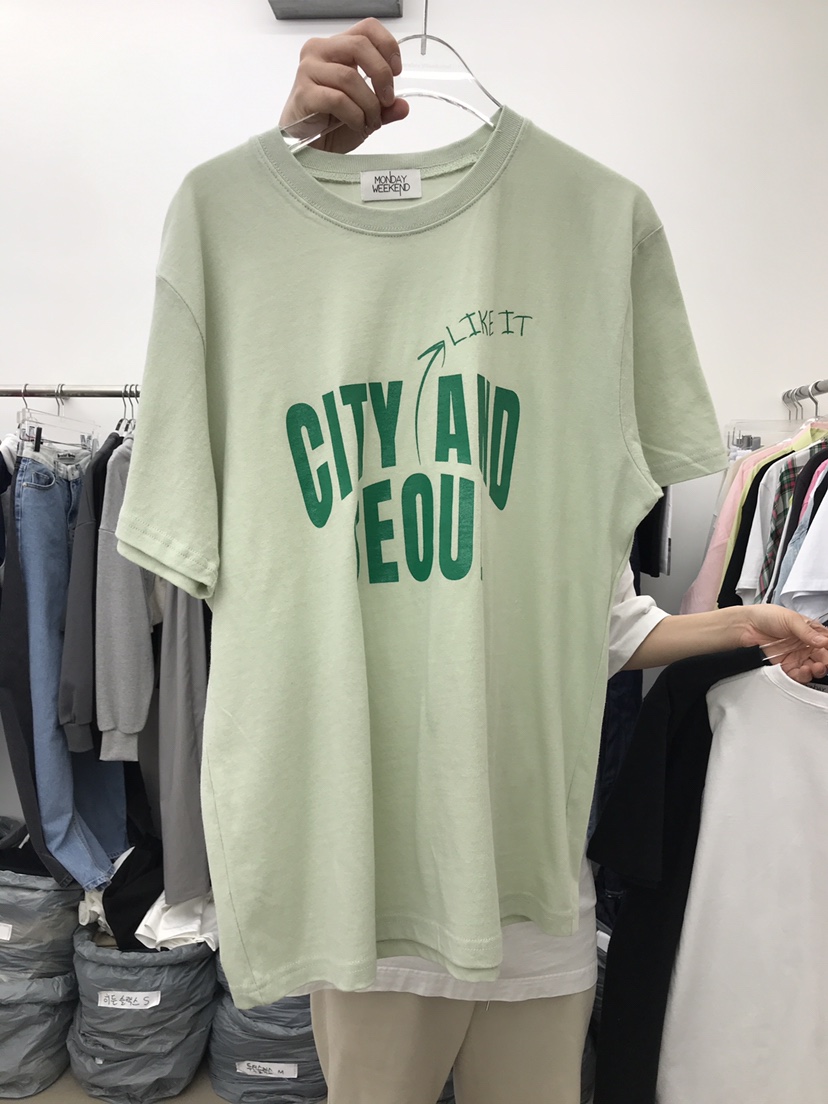 MONDAY
WEEKEND
LIKE IT
CITY AND
SEOUL
S
M